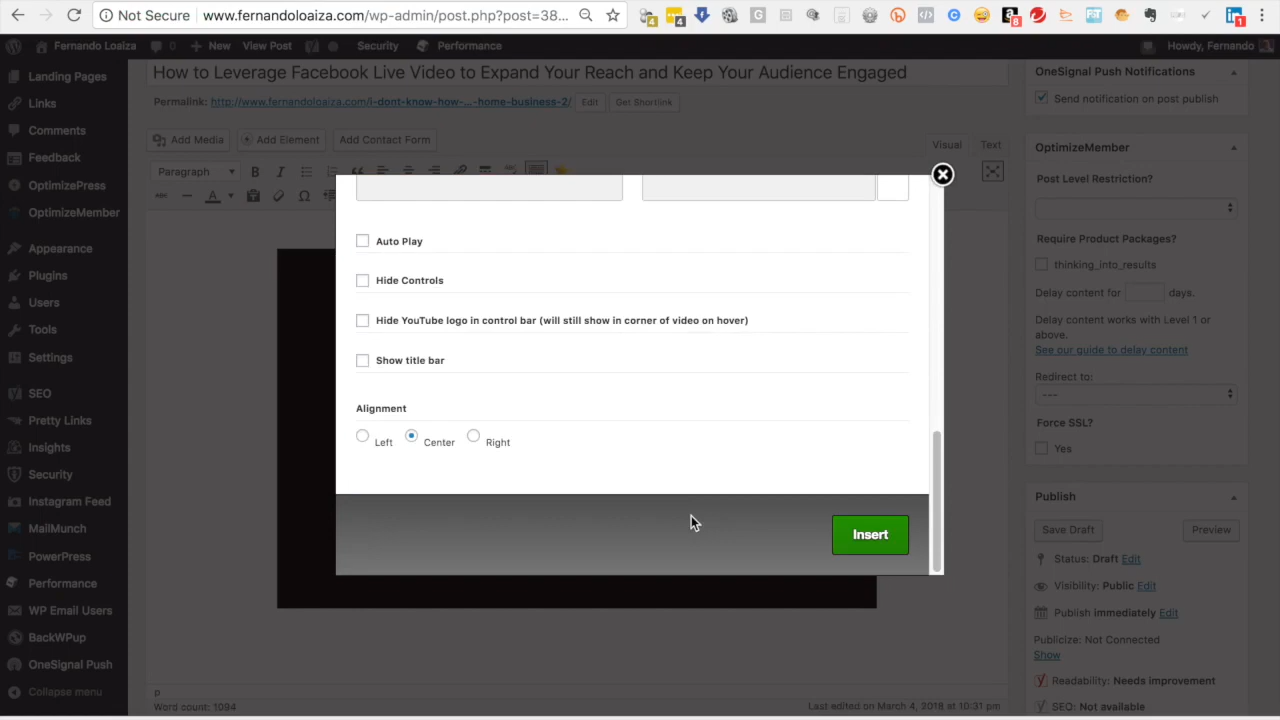 Not Secure www.fernandoloaiza.com/wp-admin/post.php?post=38...
Fernando Loaiza 0 New View Post Security Performance Howdy, Fernando
Landing Pages
Links
Comments
Feedback
OptimizePress
OptimizeMember
Appearance
Plugins
Users
Tools
Settings
SEO
Pretty Links
Insights
Security
Instagram Feed
MailMunch
PowerPress
Performance
WP Email Users
BackWPup
OneSignal Push
Collapse menu
How to Leverage Facebook Live Video to Expand Your Reach and Keep Your Audience Engaged
Permalink: http://www.fernandoloaiza.com/i-dont-know-how-...-home-business-2/ Edit Get Shortlink
Add Media Add Element Add Contact Form Visual Text
Paragraph
Auto Play
Hide Controls
Hide YouTube logo in control bar (will still show in corner of video on hover)
Show title bar
Alignment
Left Center Right
Insert
p
Word count: 1094 Last edited on March 4, 2018 at 10:31 pm
OneSignal Push Notifications
Send notification on post publish
OptimizeMember
Post Level Restriction?
Require Product Packages?
thinking_into_results
Delay content for days.
Delay content works with Level 1 or
above.
See our guide to delay content
Redirect to:
---
Force SSL?
Yes
Publish
Save Draft Preview
Status: Draft Edit
Visibility: Public Edit
Publish immediately Edit
Publicize: Not Connected
Show
Readability: Needs improvement
SEO: Not available